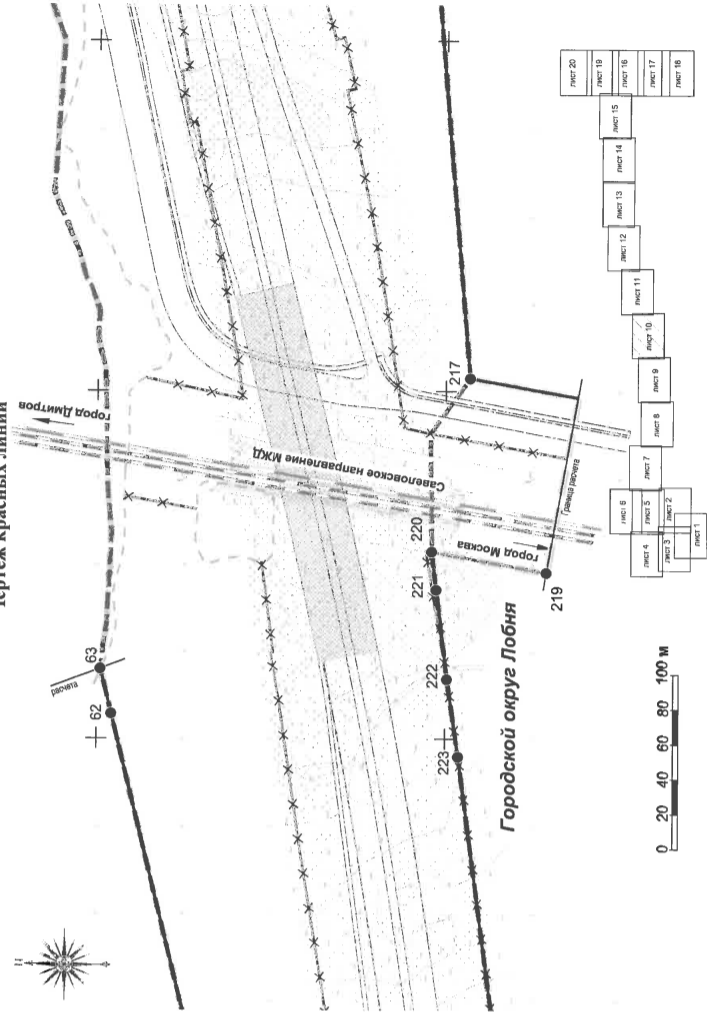 чертеж красных линий
63
62
расчета
Город Дмитров
Савеловское направление МЖД
217
220
221
222
223
Город Москва
219
Граница расчета
Городской округ Лобня
0 20 40 60 80 100 м
лист 1
лист 2
лист 3
лист 4
лист 5
лист 6
лист 7
лист 8
лист 9
лист 10
лист 11
лист 12
лист 13
лист 14
лист 15
лист 20
лист 19
лист 16
лист 17
лист 18